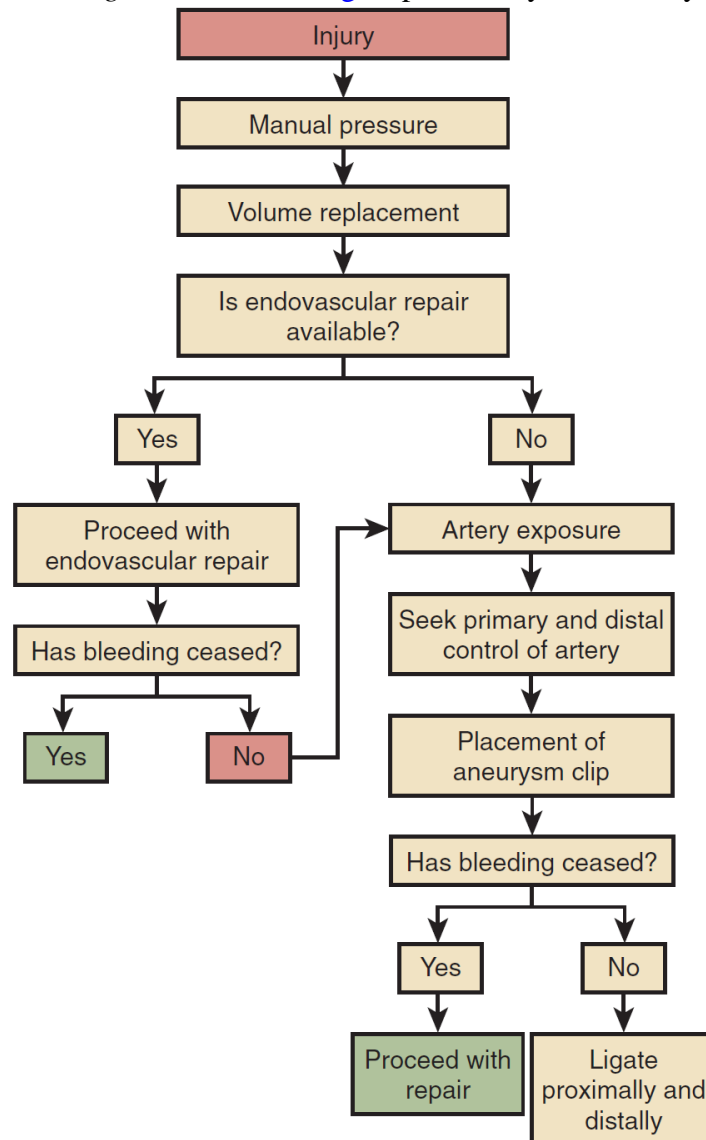 Injury
Manual pressure
Volume replacement
Is endovascular repair
available?
Yes
No
Proceed with
endovascular repair
Artery exposure
Has bleeding ceased?
Seek primary and distal
control of artery
Yes
No
Placement of
aneurysm clip
Has bleeding ceased?
Yes
No
Proceed with
repair
Ligate
proximally and
distally